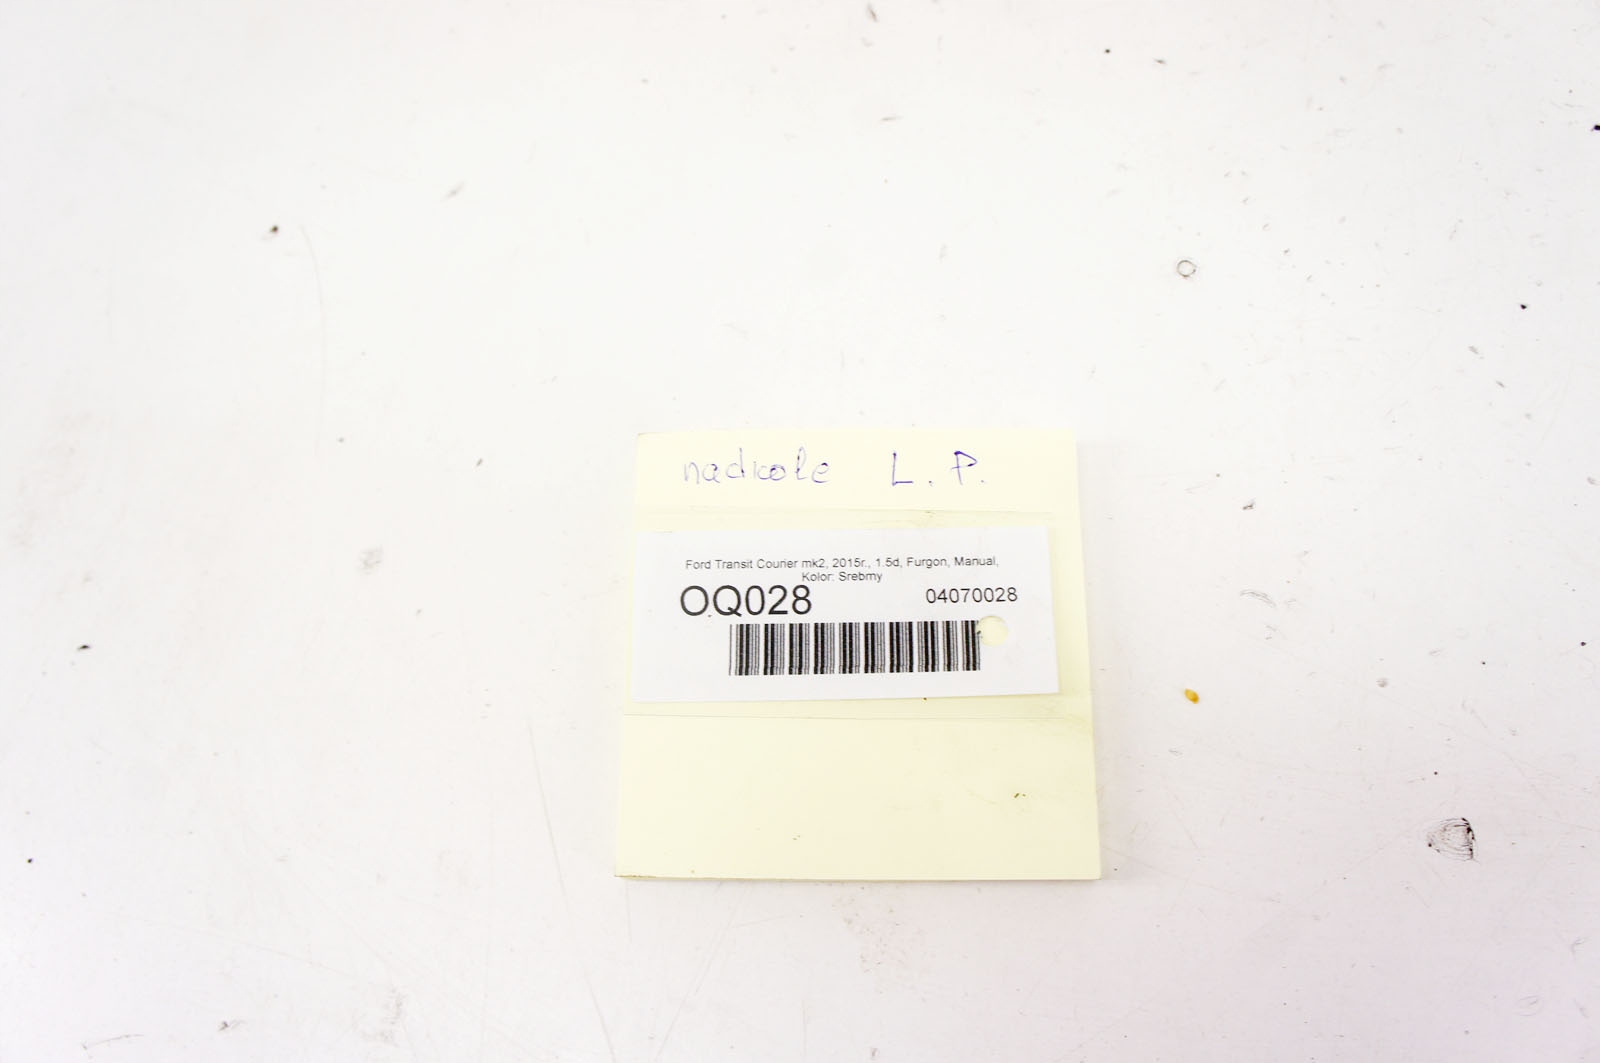 nadkole L. P.
Ford Transit Courier mk2, 2015r., 1.5d, Furgon, Manual,
Kolor: Srebrny
OQ028 04070028